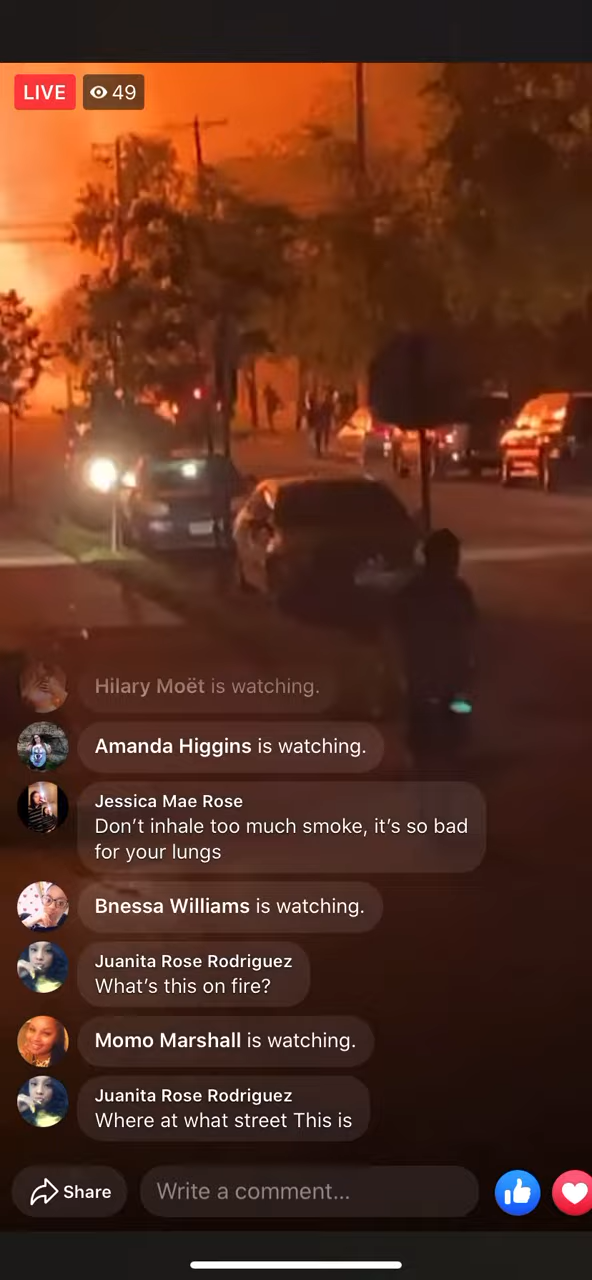 LIVE 49
Hilary Moët is watching.
Amanda Higgins is watching.
Jessica Mae Rose
Don't inhale too much smoke, it's so bad
for your lungs
Bnessa Williams is watching.
Juanita Rose Rodriguez
What's this on fire?
Momo Marshall is watching.
Juanita Rose Rodriguez
Where at what street This is
Share Write a comment...